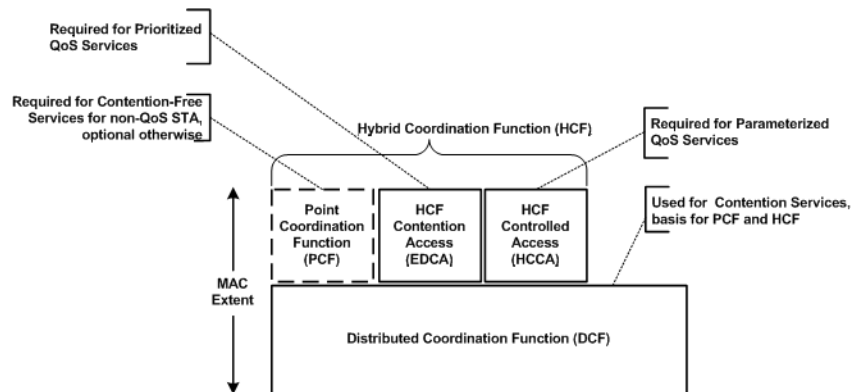 Required for Prioritized
QoS Services
Required for Contention-Free
Services for non-QoS STA,
optional otherwise
Hybrid Coordination Function (HCF)
Required for Parameterized
QoS Services
Used for Contention Services,
basis for PCF and HCF
Point
Coordination
Function
(PCF)
HCF
Contention
Access
(EDCA)
HCF
Controlled
Access
(HCCA)
MAC
Extent
Distributed Coordination Function (DCF)